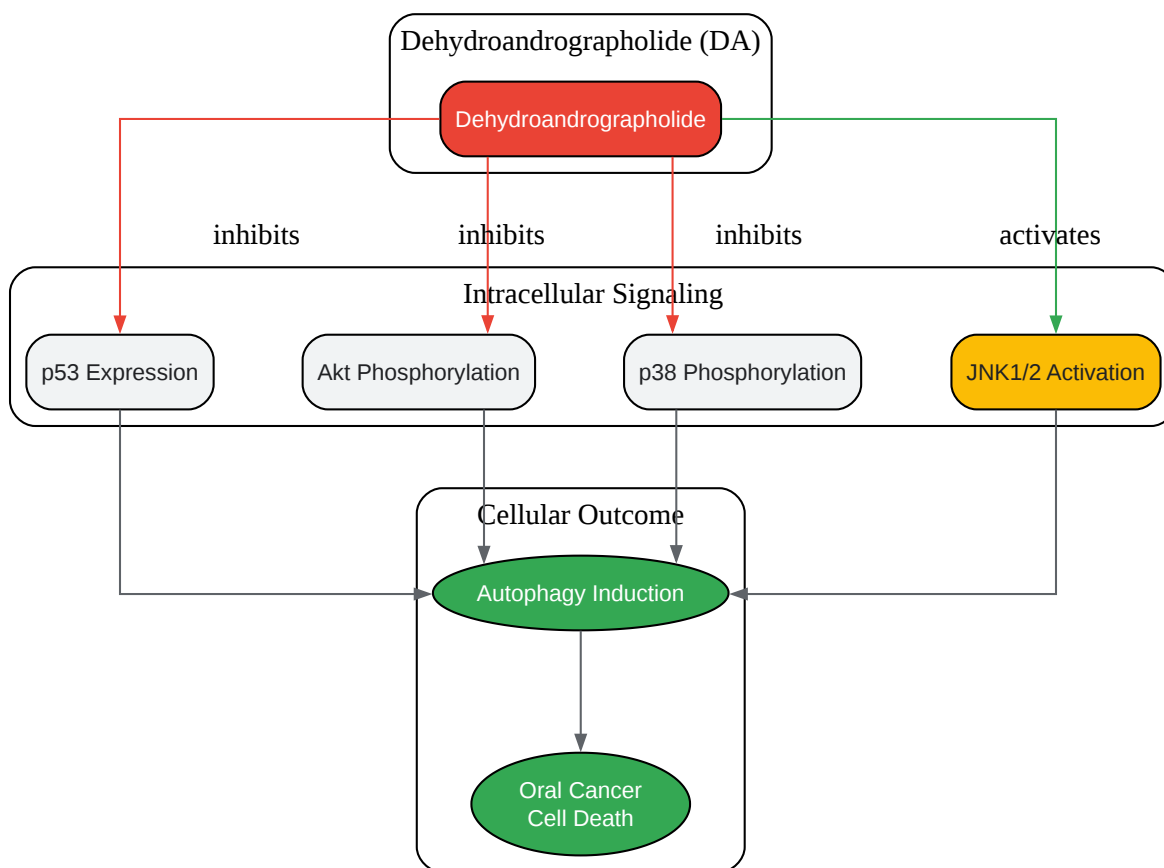 Dehydroandrographolide (DA)
Dehydroandrographolide
inhibits
inhibits
inhibits
activates
Intracellular Signaling
p53 Expression
Akt Phosphorylation
p38 Phosphorylation
JNK1/2 Activation
Cellular Outcome
Autophagy Induction
Oral Cancer
Cell Death